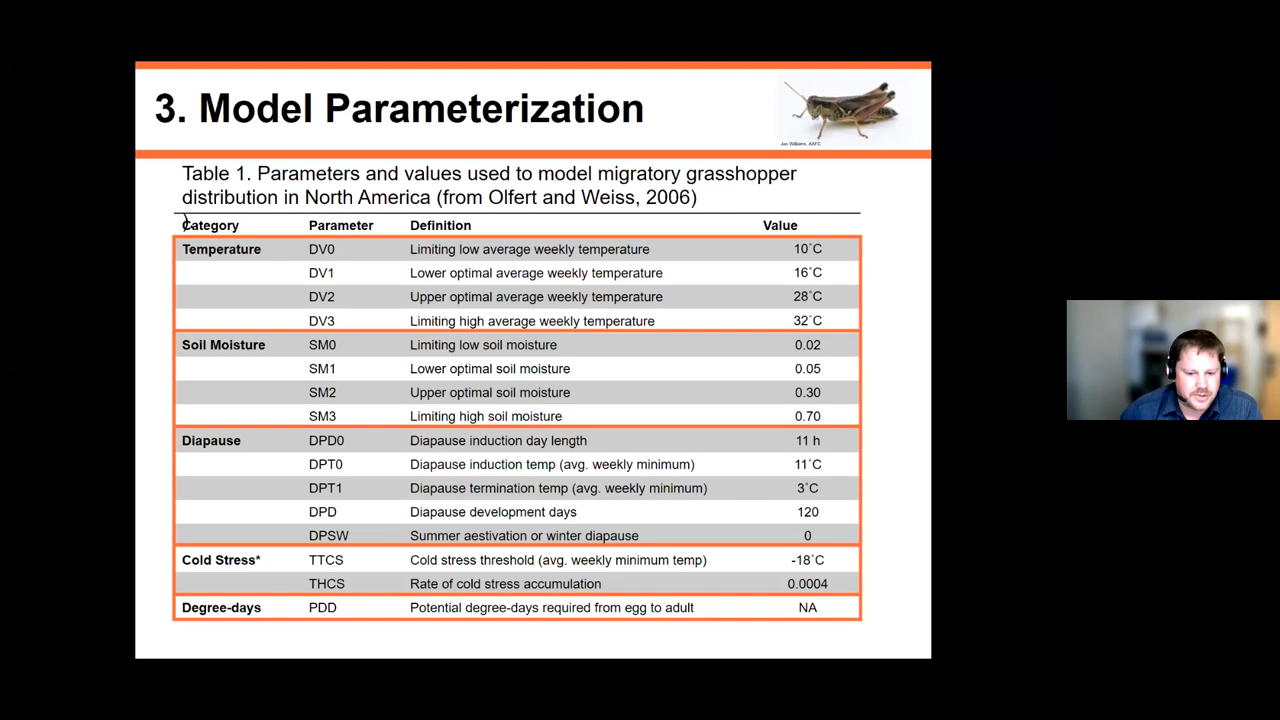 3. Model Parameterization
Jon Williams, AAFC
Table 1. Parameters and values used to model migratory grasshopper
distribution in North America (from Olfert and Weiss, 2006)
Category Parameter Definition Value
Temperature DV0 Limiting low average weekly temperature 10˚C
DV1 Lower optimal average weekly temperature 16˚C
DV2 Upper optimal average weekly temperature 28˚C
DV3 Limiting high average weekly temperature 32˚C
Soil Moisture SM0 Limiting low soil moisture 0.02
SM1 Lower optimal soil moisture 0.05
SM2 Upper optimal soil moisture 0.30
SM3 Limiting high soil moisture 0.70
Diapause DPD0 Diapause induction day length 11 h
DPT0 Diapause induction temp (avg. weekly minimum) 11˚C
DPT1 Diapause termination temp (avg. weekly minimum) 3˚C
DPD Diapause development days 120
DPSW Summer aestivation or winter diapause 0
Cold Stress* TTCS Cold stress threshold (avg. weekly minimum temp) -18˚C
THCS Rate of cold stress accumulation 0.0004
Degree-days PDD Potential degree-days required from egg to adult NA